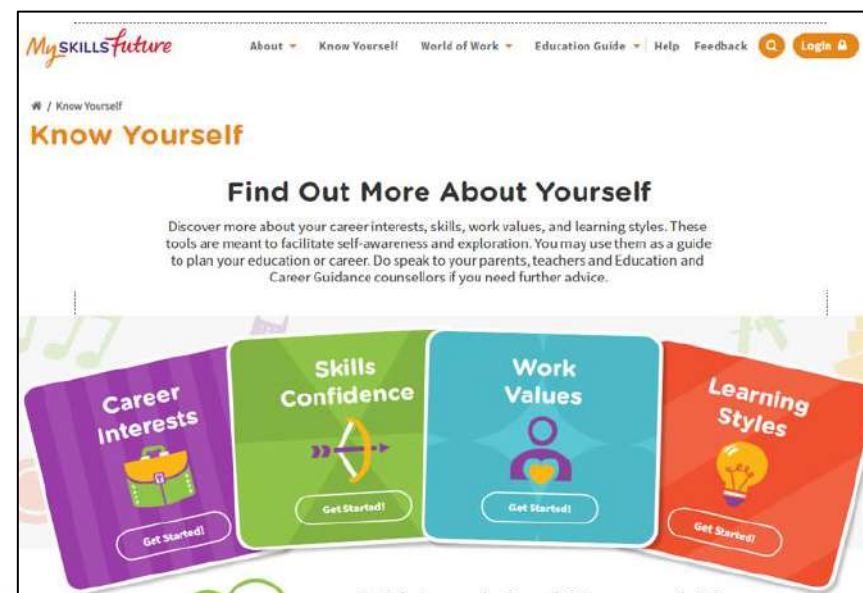 MySKILLSfuture
About Know Yourself World of Work Education Guide Help Feedback Login
/ Know Yourself
Know Yourself
Find Out More About Yourself
Discover more about your career interests, skills, work values, and learning styles. These
tools are meant to facilitate self-awareness and exploration. You may use them as a guide
to plan your education or career. Do speak to your parents, teachers and Education and
Career Guidance counsellors if you need further advice.
Career
Interests
Get Started!
Skills
Confidence
Get Started!
Work
Values
Get Started!
Learning
Styles
Get Started!